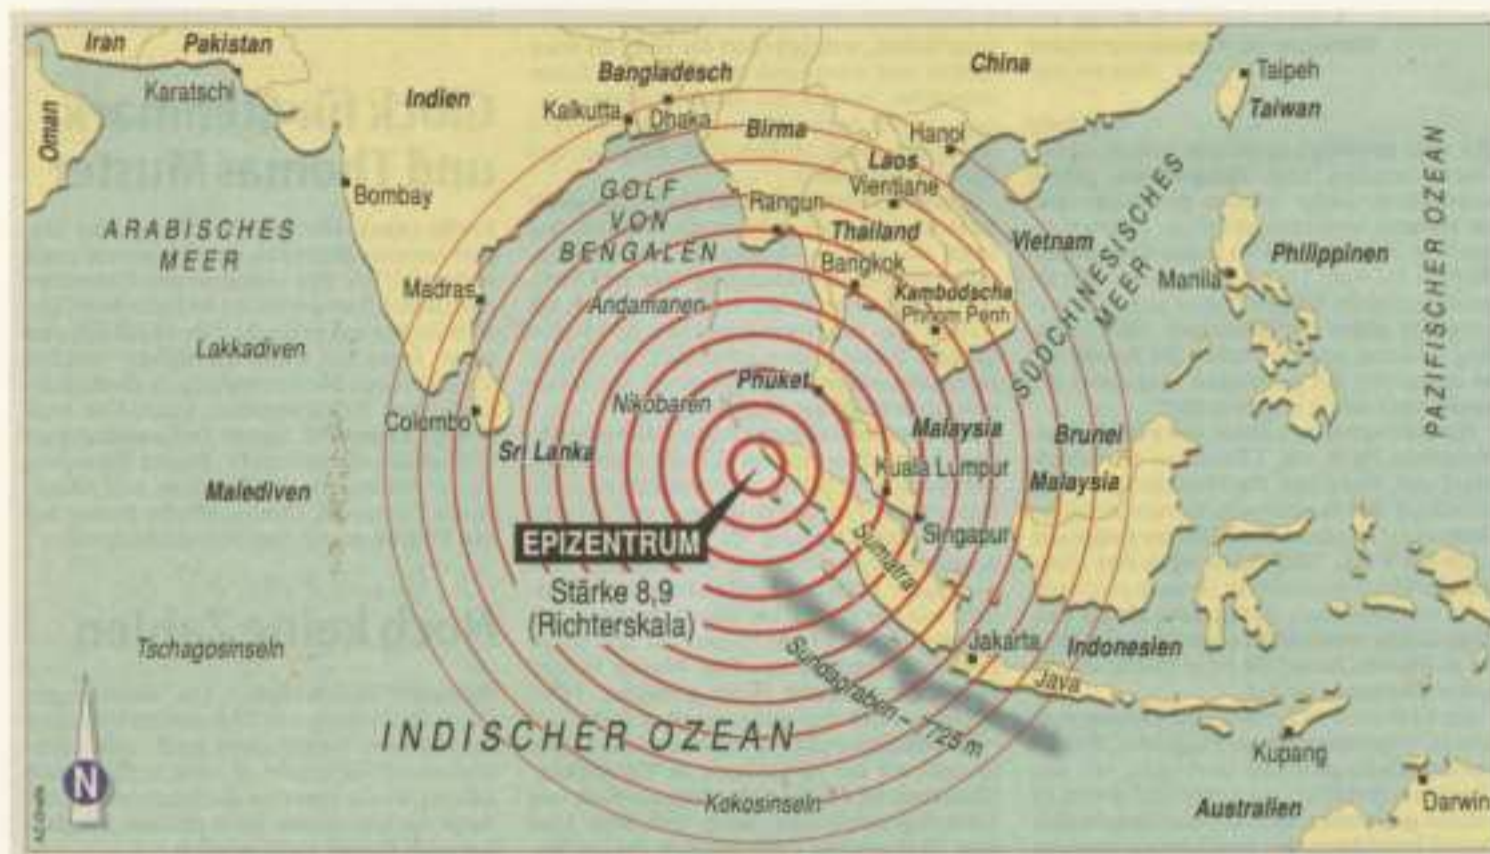 Iran
Pakistan
Karatschi
Oman
Indien
Bangladesch
Kalkutta
Dhaka
Birma
China
Hanoi
Taipeh
Taiwan
Laos
Vientiane
Bombay
ARABISCHES
MEER
GOLF
VON
BENGALEN
Rangun
Thailand
Bangkok
Vietnam
SÜDCHINESISCHES
MEER
Manila
Philippinen
PAZIFISCHER OZEAN
Madras
Andamanen
Kambodscha
Phnom Penh
Lakkadiven
Phuket
Nikobaren
Colombo
Sri Lanka
Malaysia
Brunei
Kuala Lumpur
Malaysia
Malediven
EPIZENTRUM
Singapur
Sumatra
Stärke 8,9
(Richterskala)
Tschagosinseln
Jakarta
Indonesien
Sundagraben – 7725 m
Java
INDISCHER OZEAN
Kupang
N
Kokosinseln
Australien
Darwin